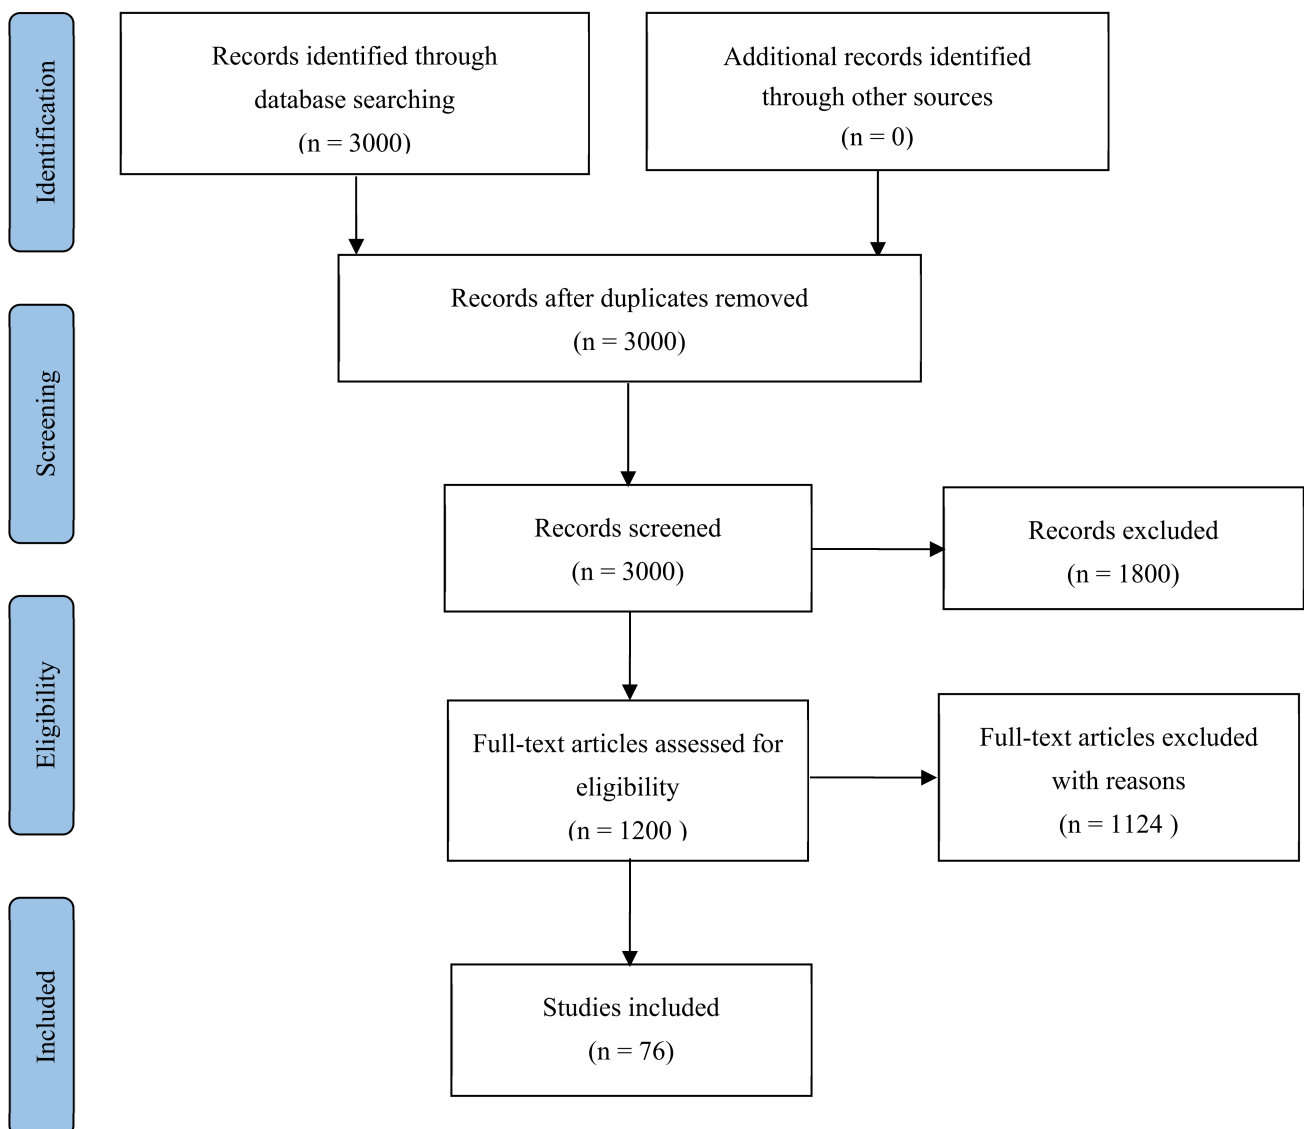 Identification
Records identified through
database searching
(n = 3000)
Additional records identified
through other sources
(n = 0)
Records after duplicates removed
(n = 3000)
Screening
Records screened
(n = 3000)
Records excluded
(n = 1800)
Eligibility
Full-text articles assessed for
eligibility
(n = 1200 )
Full-text articles excluded
with reasons
(n = 1124 )
Included
Studies included
(n = 76)